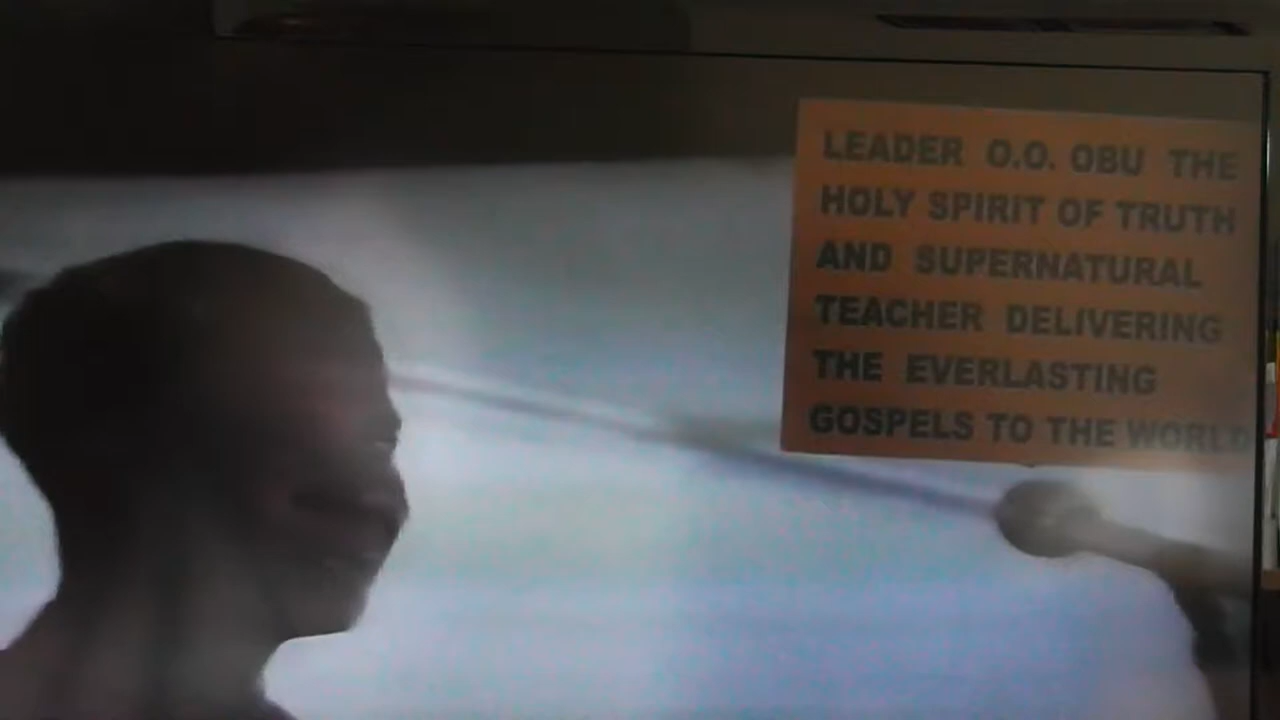 LEADER O.O. OBU THE
HOLY SPIRIT OF TRUTH
AND SUPERNATURAL
TEACHER DELIVERING
THE EVERLASTING
GOSPELS TO THE WORLD